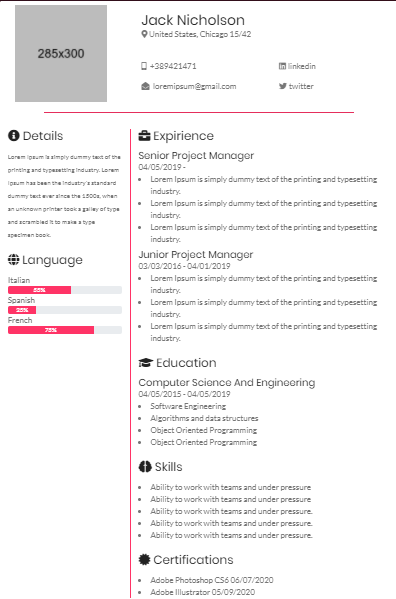 285x300
Jack Nicholson
United States, Chicago 15/42
+389421471
linkedin
loremipsum@gmail.com
twitter
Details
Lorem Ipsum is simply dummy text of the
printing and typesetting industry. Lorem
Ipsum has been the industry's standard
dummy text ever since the 1500s, when
an unknown printer took a galley of type
and scrambled it to make a type
specimen book.
Language
Italian
55%
Spanish
25%
French
75%
Expirience
Senior Project Manager
04/05/2019 -
Lorem Ipsum is simply dummy text of the printing and typesetting
industry.
Lorem Ipsum is simply dummy text of the printing and typesetting
industry.
Lorem Ipsum is simply dummy text of the printing and typesetting
industry.
Junior Project Manager
03/03/2016 - 04/01/2019
Lorem Ipsum is simply dummy text of the printing and typesetting
industry.
Lorem Ipsum is simply dummy text of the printing and typesetting
industry.
Lorem Ipsum is simply dummy text of the printing and typesetting
industry.
Education
Computer Science And Engineering
04/05/2015 - 04/05/2019
Software Engineering
Algorithms and data structures
Object Oriented Programming
Object Oriented Programming
Skills
Ability to work with teams and under pressure
Ability to work with teams and under pressure
Ability to work with teams and under pressure.
Ability to work with teams and under pressure.
Ability to work with teams and under pressure.
Certifications
Adobe Photoshop CS6 06/07/2020
Adobe Illustrator 05/09/2020